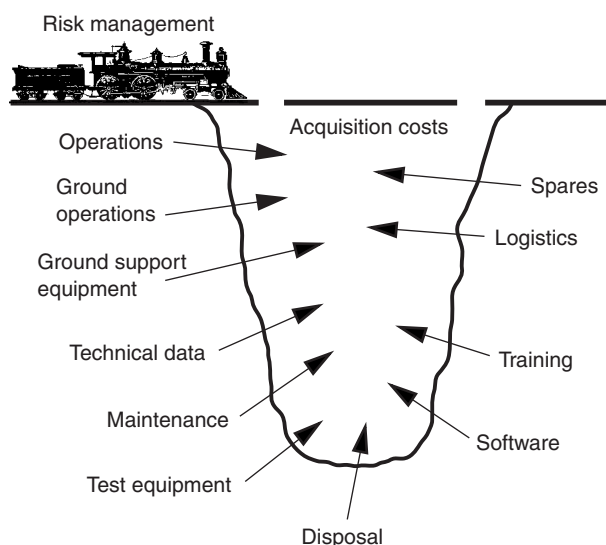 Risk management
Acquisition costs
Operations
Spares
Ground
operations
Logistics
Ground support
equipment
Technical data
Training
Maintenance
Software
Test equipment
Disposal